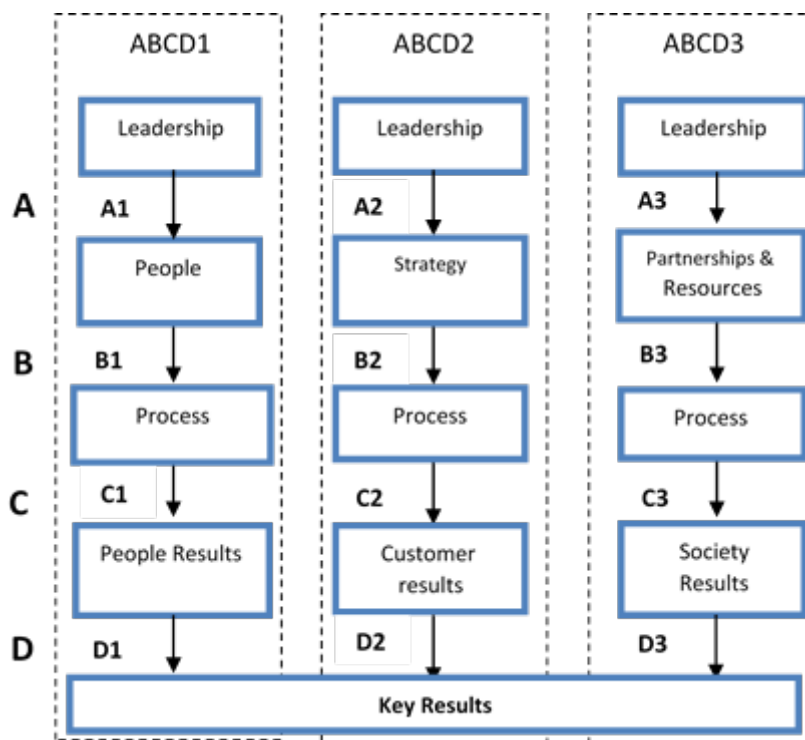 ABCD1
ABCD2
ABCD3
Leadership
Leadership
Leadership
A
A1
A2
A3
People
Strategy
Partnerships &
Resources
B
B1
B2
B3
Process
Process
Process
C
C1
C2
C3
People Results
Customer
results
Society
Results
D
D1
D2
D3
Key Results